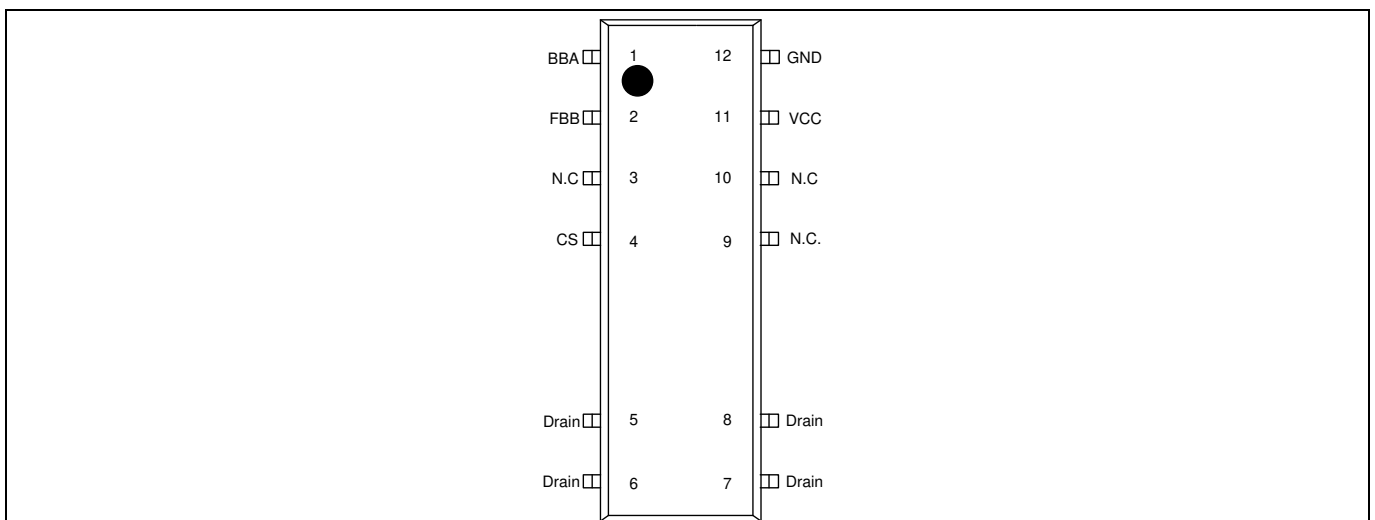 BBA 1 12 GND
FBB 2 11 VCC
N.C 3 10 N.C
CS 4 9 N.C.
Drain 5 8 Drain
Drain 6 7 Drain